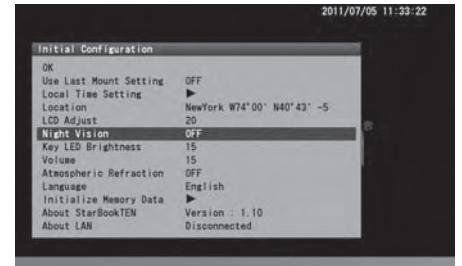 2011/07/05 11:33:22
Initial Configuration
OK
Use Last Mount Setting OFF
Local Time Setting ▶
Location NewYork W74°00' N40°43' -5
LCD Adjust 20
Night Vision OFF
Key LED Brightness 15
Volume 15
Atmospheric Refraction OFF
Language English
Initialize Memory Data ▶
About StarBookTEN Version : 1.10
About LAN Disconnected